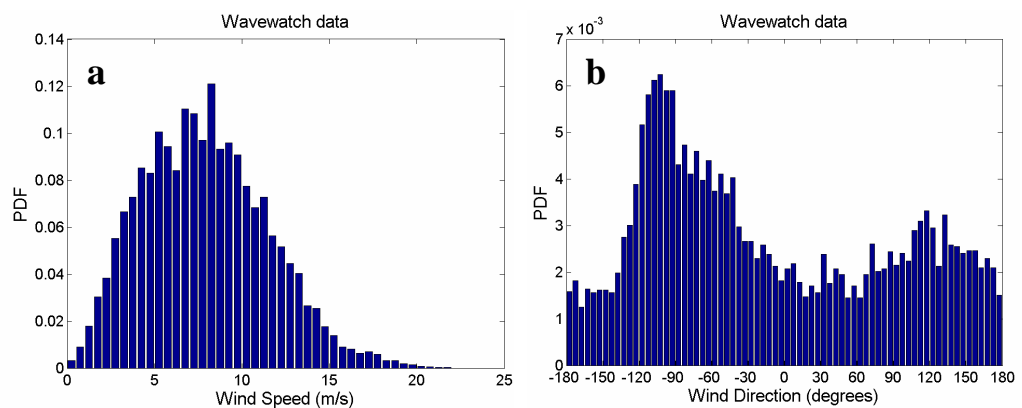 Wavewatch data
a
PDF
0.14
0.12
0.1
0.08
0.06
0.04
0.02
0
0 5 10 15 20 25
Wind Speed (m/s)
Wavewatch data
b
PDF
7 x 10⁻³
6
5
4
3
2
1
0
-180 -150 -120 -90 -60 -30 0 30 60 90 120 150 180
Wind Direction (degrees)